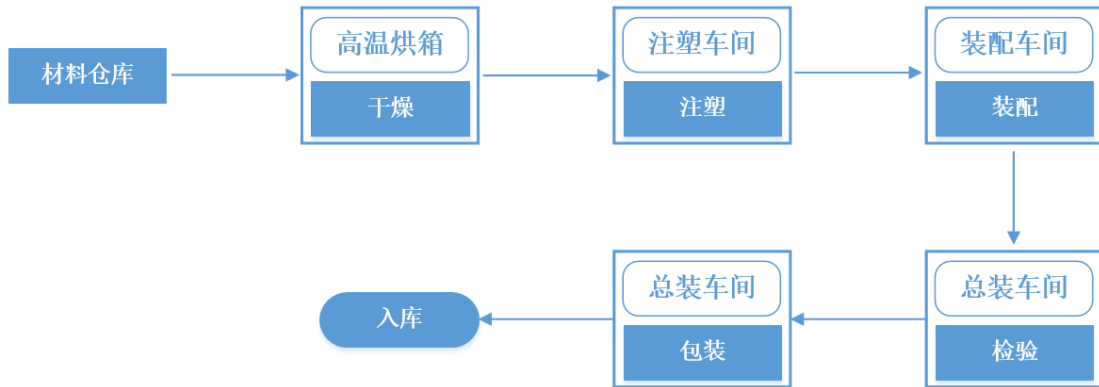 材料仓库
高温烘箱
干燥
注塑车间
注塑
装配车间
装配
总装车间
检验
总装车间
包装
入库